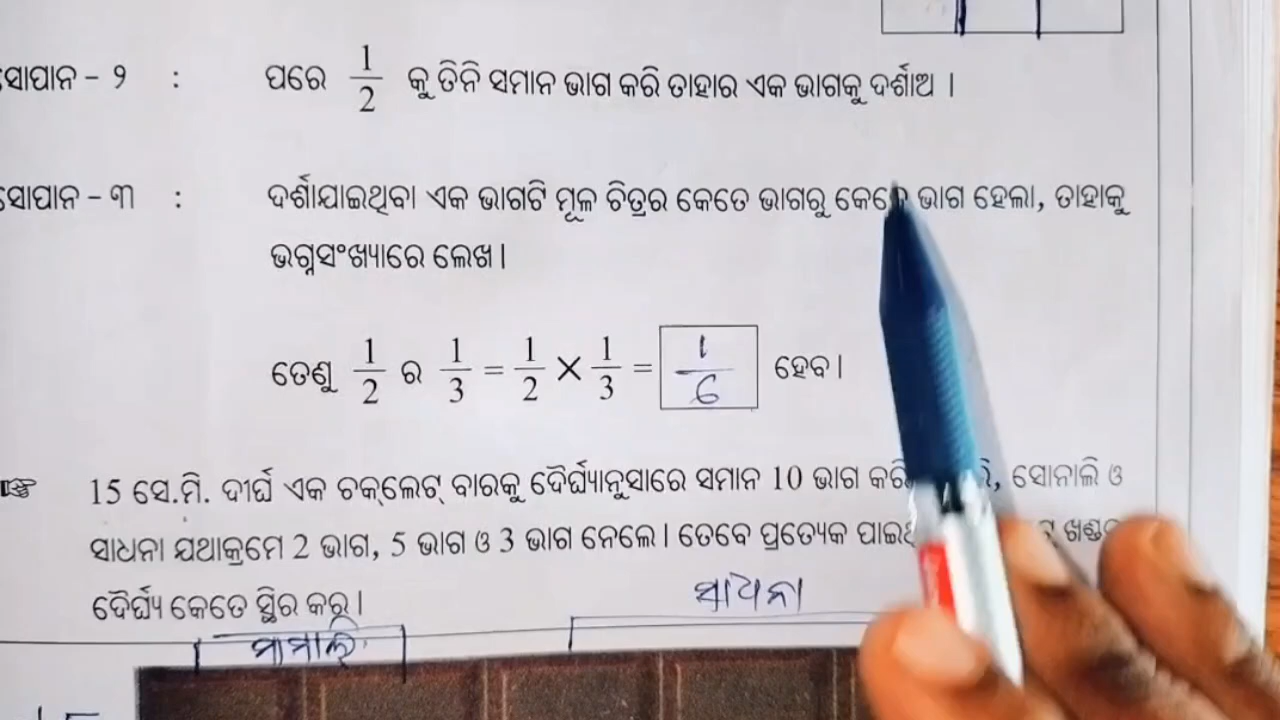 ସୋପାନ - ୨ : ପରେ 1/2 କୁ ତିନି ସମାନ ଭାଗ କରି ତାହାର ଏକ ଭାଗକୁ ଦର୍ଶାଅ ।
ସୋପାନ - ୩ : ଦର୍ଶାଯାଇଥିବା ଏକ ଭାଗଟି ମୂଳ ଚିତ୍ରର କେତେ ଭାଗରୁ କେତେ ଭାଗ ହେଲା, ତାହାକୁ
ଭଗ୍ନସଂଖ୍ୟାରେ ଲେଖ ।
ତେଣୁ 1/2 ର 1/3 = 1/2 × 1/3 = 1/6 ହେବ ।
15 ସେ.ମି. ଦୀର୍ଘ ଏକ ଚକ୍‌ଲେଟ୍ ବାରକୁ ଦୈର୍ଘ୍ୟାନୁସାରେ ସମାନ 10 ଭାଗ କରି ସୋନାଲି ଓ
ସାଧନା ଯଥାକ୍ରମେ 2 ଭାଗ, 5 ଭାଗ ଓ 3 ଭାଗ ନେଲେ । ତେବେ ପ୍ରତ୍ୟେକ
ଦୈର୍ଘ୍ୟ କେତେ ସ୍ଥିର କର ।
ସାଧନା
ମାମାଲି